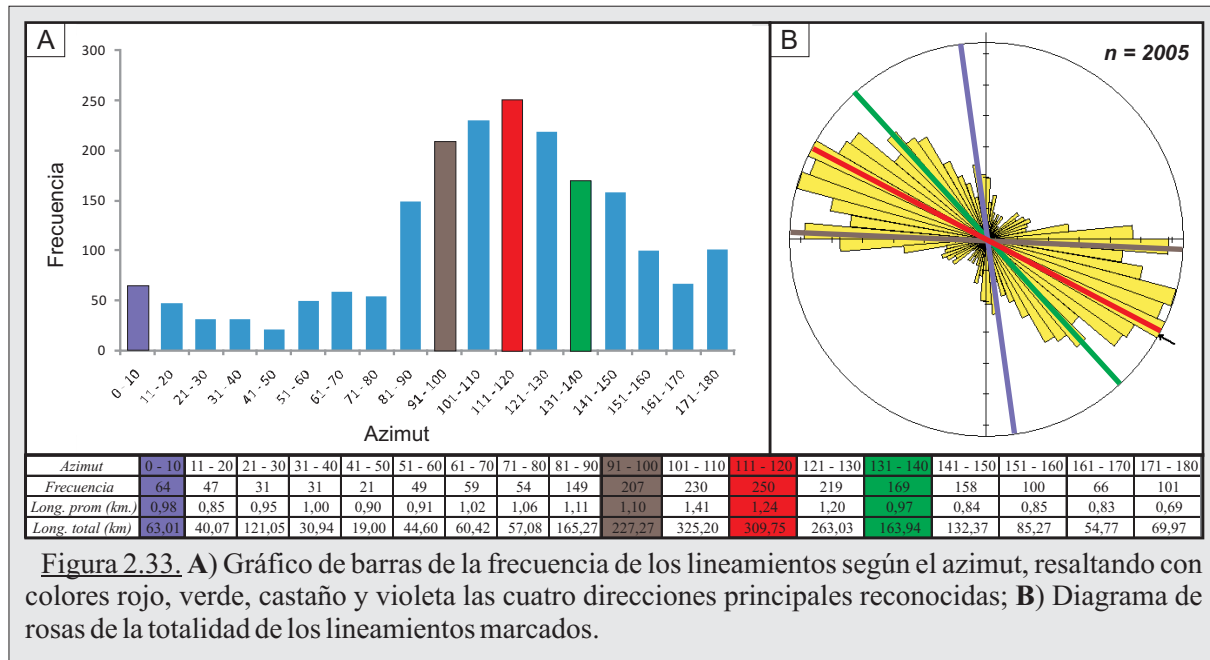 A
300
250
200
150
100
50
0
Frecuencia
0 - 10
11 - 20
21 - 30
31 - 40
41 - 50
51 - 60
61 - 70
71 - 80
81 - 90
91 - 100
101 - 110
111 - 120
121 - 130
131 - 140
141 - 150
151 - 160
161 - 170
171 - 180
Azimut
B
n = 2005
Azimut 0 - 10 11 - 20 21 - 30 31 - 40 41 - 50 51 - 60 61 - 70 71 - 80 81 - 90 91 - 100 101 - 110 111 - 120 121 - 130 131 - 140 141 - 150 151 - 160 161 - 170 171 - 180
Frecuencia 64 47 31 31 21 49 59 54 149 207 230 250 219 169 158 100 66 101
Long. prom (km.) 0,98 0,85 0,95 1,00 0,90 0,91 1,02 1,06 1,11 1,10 1,41 1,24 1,20 0,97 0,84 0,85 0,83 0,69
Long. total (km) 63,01 40,07 121,05 30,94 19,00 44,60 60,42 57,08 165,27 227,27 325,20 309,75 263,03 163,94 132,37 85,27 54,77 69,97
Figura 2.33. A) Gráfico de barras de la frecuencia de los lineamientos según el azimut, resaltando con
colores rojo, verde, castaño y violeta las cuatro direcciones principales reconocidas; B) Diagrama de
rosas de la totalidad de los lineamientos marcados.